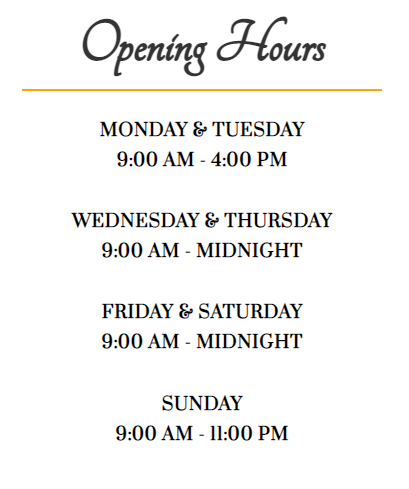 Opening Hours
MONDAY & TUESDAY
9:00 AM - 4:00 PM
WEDNESDAY & THURSDAY
9:00 AM - MIDNIGHT
FRIDAY & SATURDAY
9:00 AM - MIDNIGHT
SUNDAY
9:00 AM - 11:00 PM